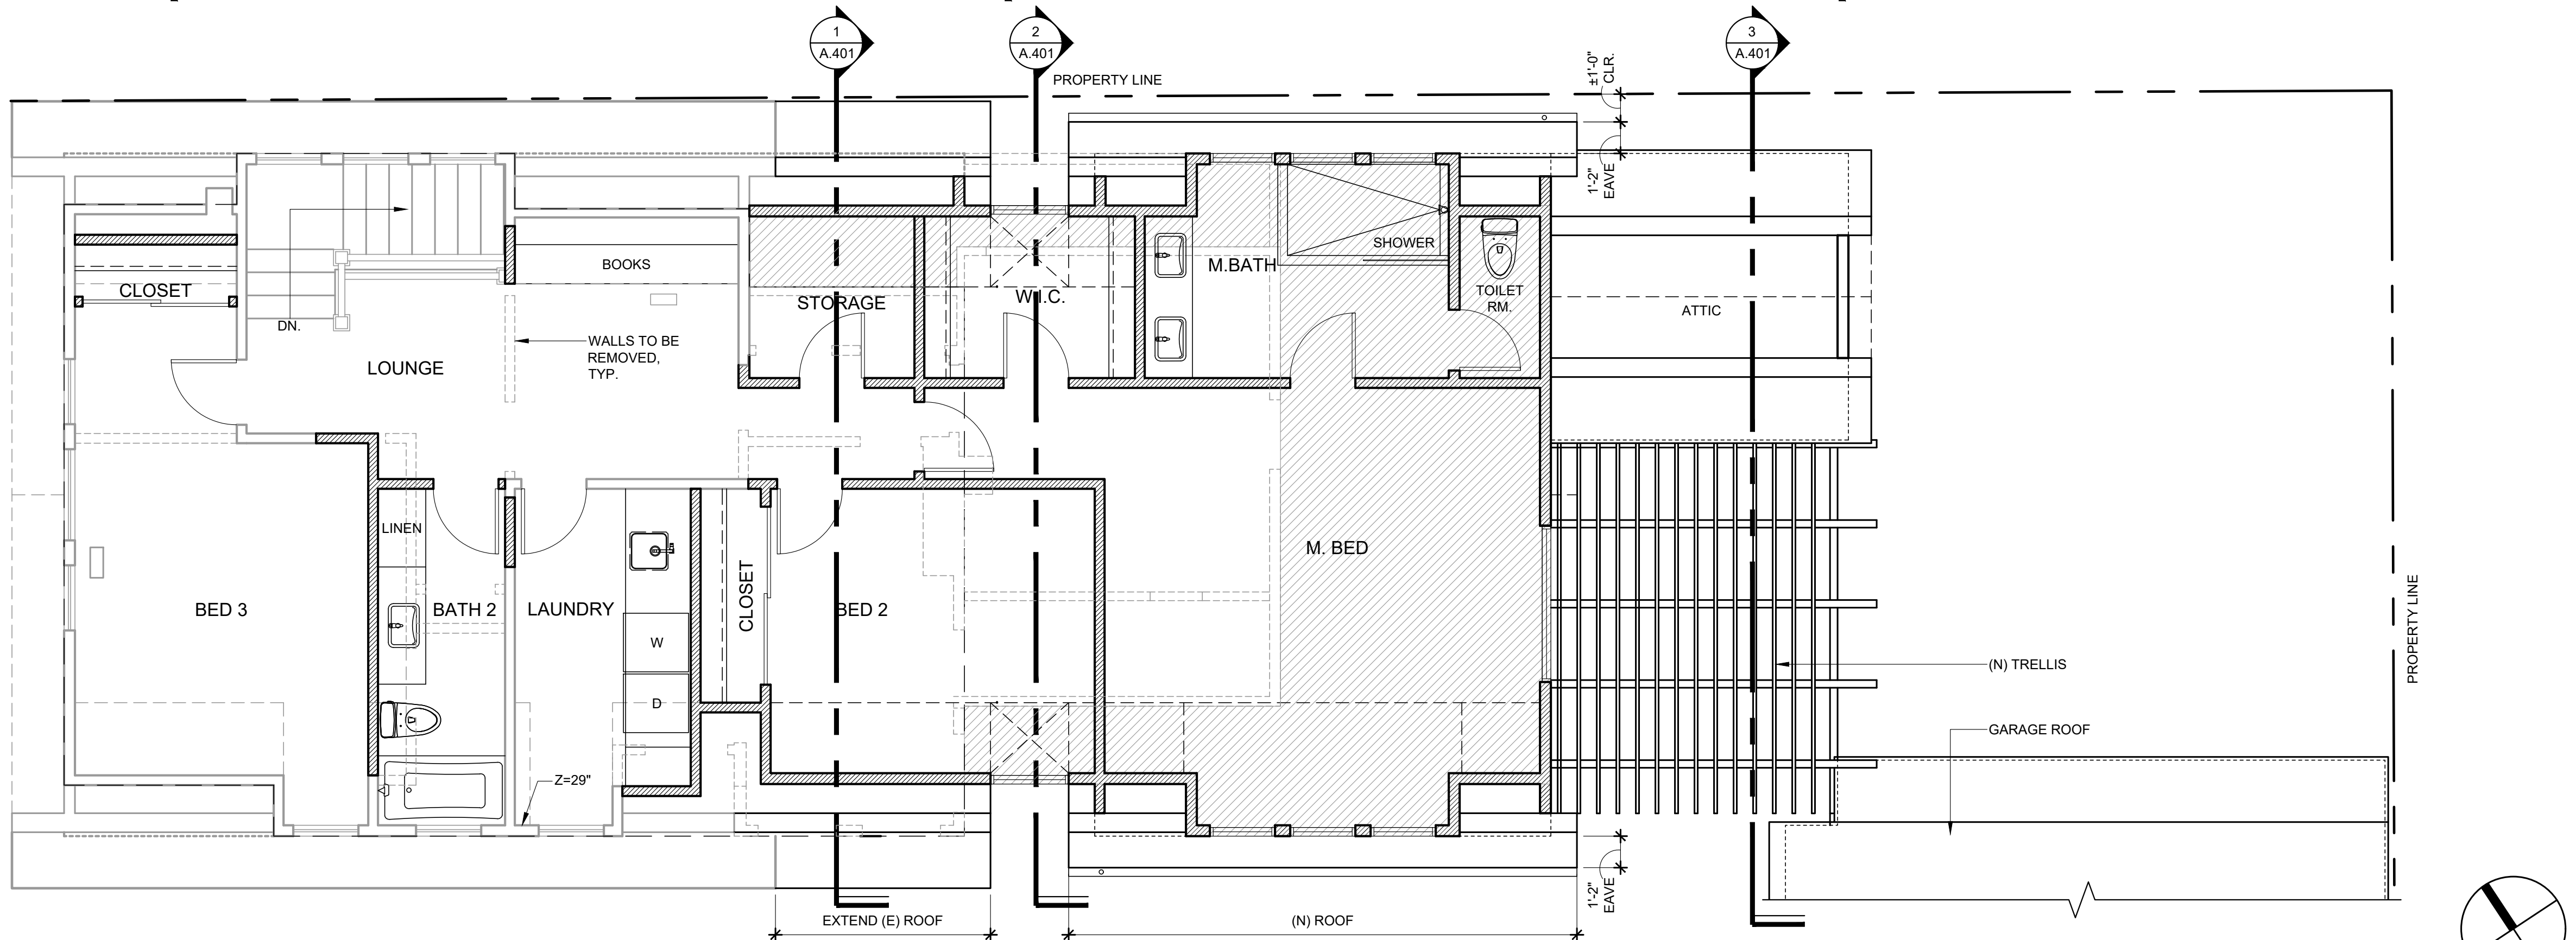 1
A.401
2
A.401
3
A.401
PROPERTY LINE
±1'-0"
CLR.
1'-2"
EAVE
BOOKS
SHOWER
M.BATH
CLOSET
STORAGE
W.I.C.
TOILET
RM.
ATTIC
DN.
WALLS TO BE
REMOVED,
TYP.
LOUNGE
LINEN
M. BED
BED 3
BATH 2
LAUNDRY
CLOSET
BED 2
W
D
PROPERTY LINE
(N) TRELLIS
GARAGE ROOF
Z=29"
1'-2"
EAVE
EXTEND (E) ROOF
(N) ROOF